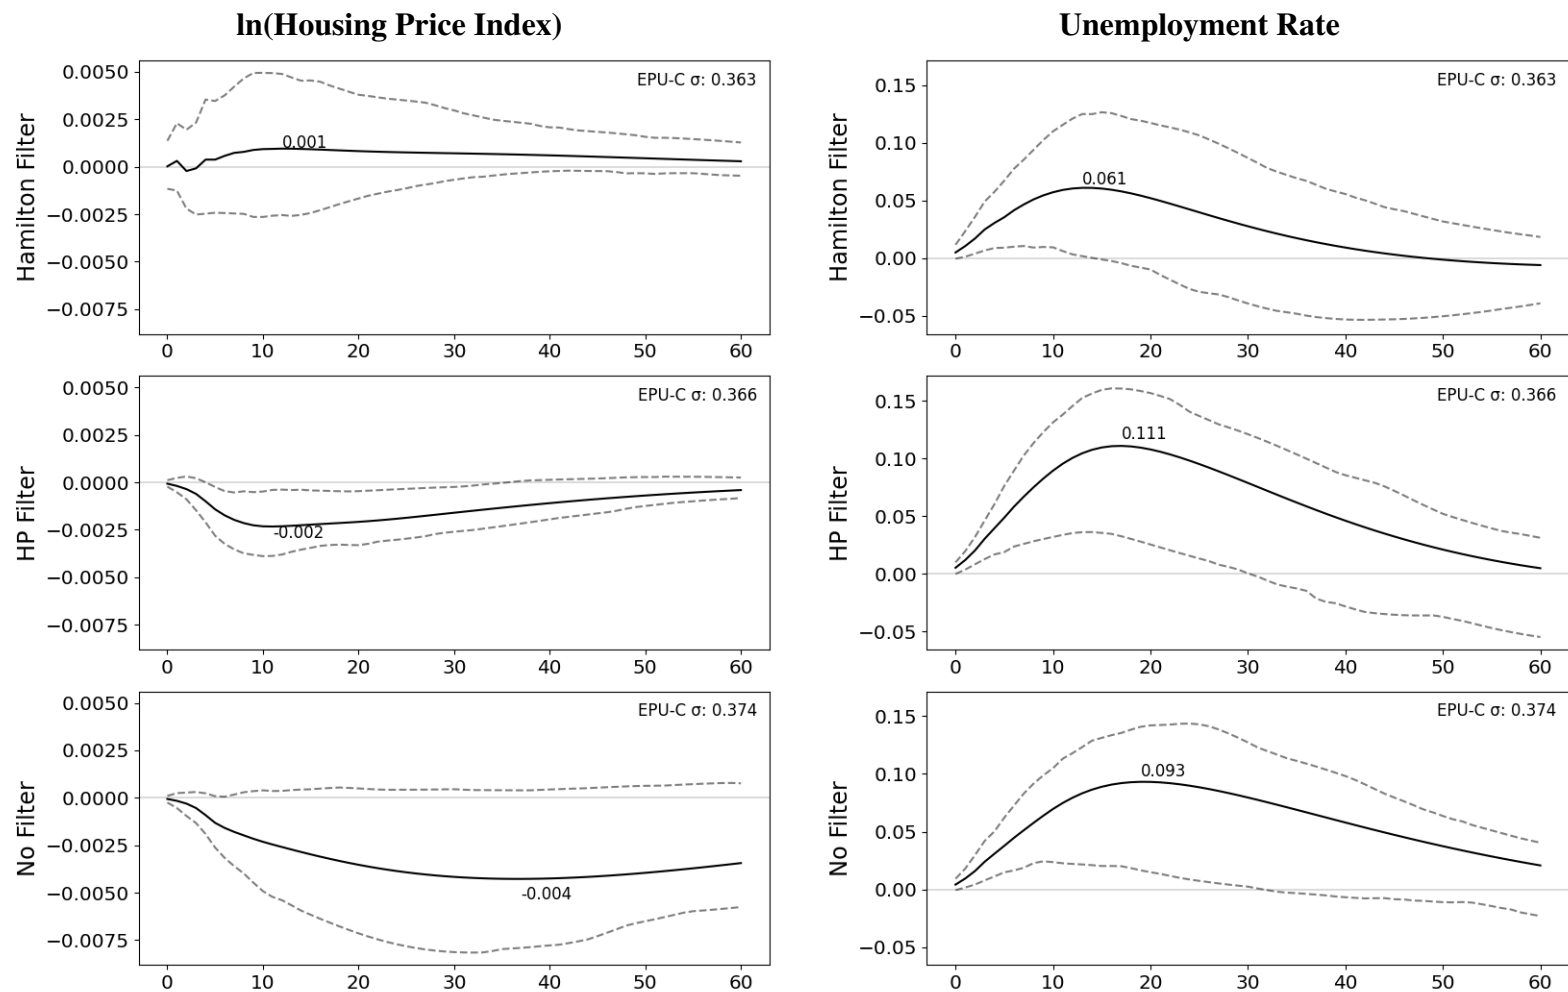 ln(Housing Price Index)
Unemployment Rate
Hamilton Filter
0.0050
0.0025
0.0000
−0.0025
−0.0050
−0.0075
EPU-C σ: 0.363
0.001
0 10 20 30 40 50 60
Hamilton Filter
0.15
0.10
0.05
0.00
−0.05
EPU-C σ: 0.363
0.061
0 10 20 30 40 50 60
HP Filter
0.0050
0.0025
0.0000
−0.0025
−0.0050
−0.0075
EPU-C σ: 0.366
-0.002
0 10 20 30 40 50 60
HP Filter
0.15
0.10
0.05
0.00
−0.05
EPU-C σ: 0.366
0.111
0 10 20 30 40 50 60
No Filter
0.0050
0.0025
0.0000
−0.0025
−0.0050
−0.0075
EPU-C σ: 0.374
-0.004
0 10 20 30 40 50 60
No Filter
0.15
0.10
0.05
0.00
−0.05
EPU-C σ: 0.374
0.093
0 10 20 30 40 50 60